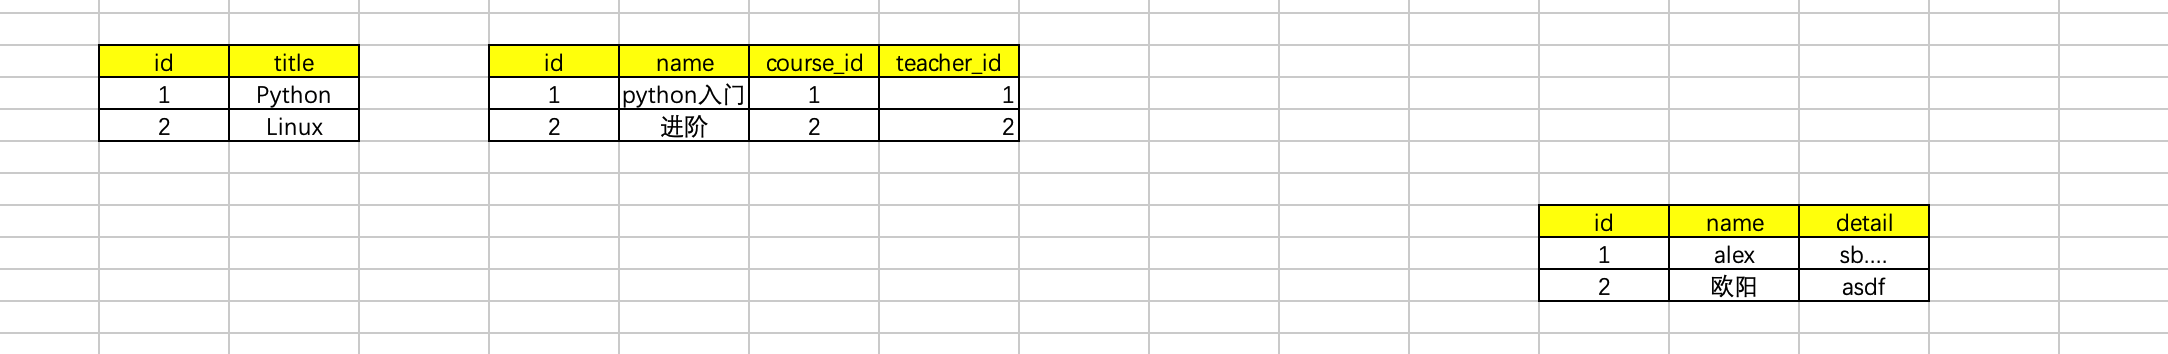 id title id name course_id teacher_id
1 Python 1 python入门 1 1
2 Linux 2 进阶 2 2
id name detail
1 alex sb....
2 欧阳 asdf